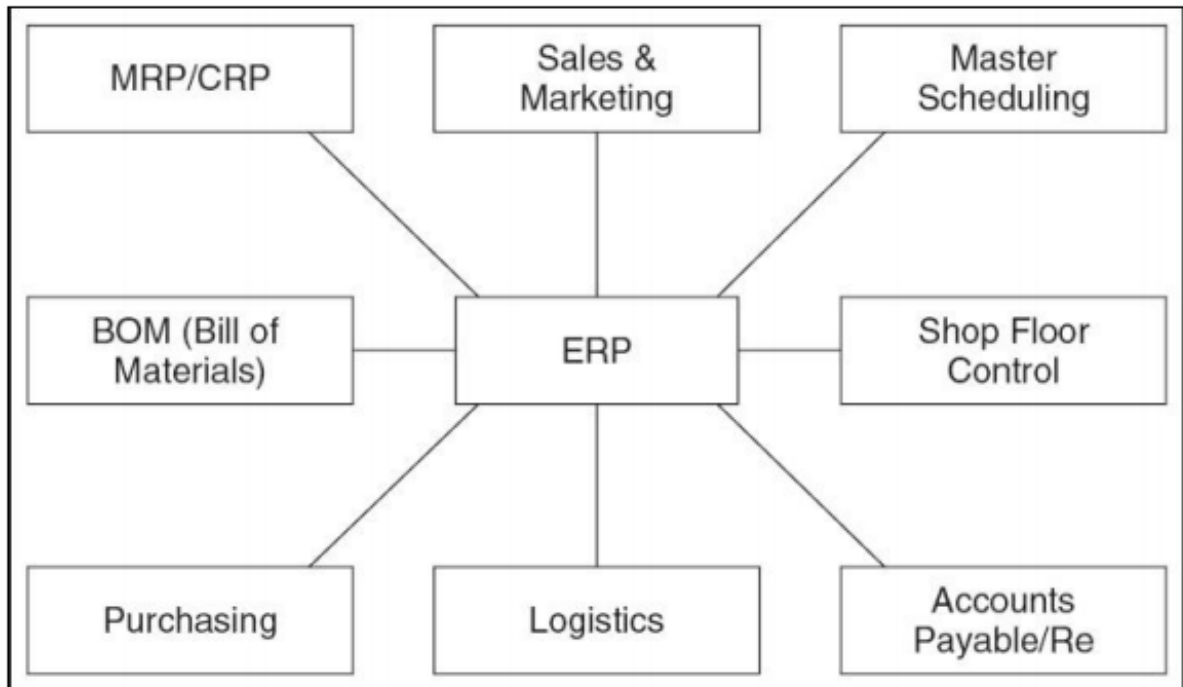 MRP/CRP
Sales &
Marketing
Master
Scheduling
BOM (Bill of
Materials)
ERP
Shop Floor
Control
Purchasing
Logistics
Accounts
Payable/Re